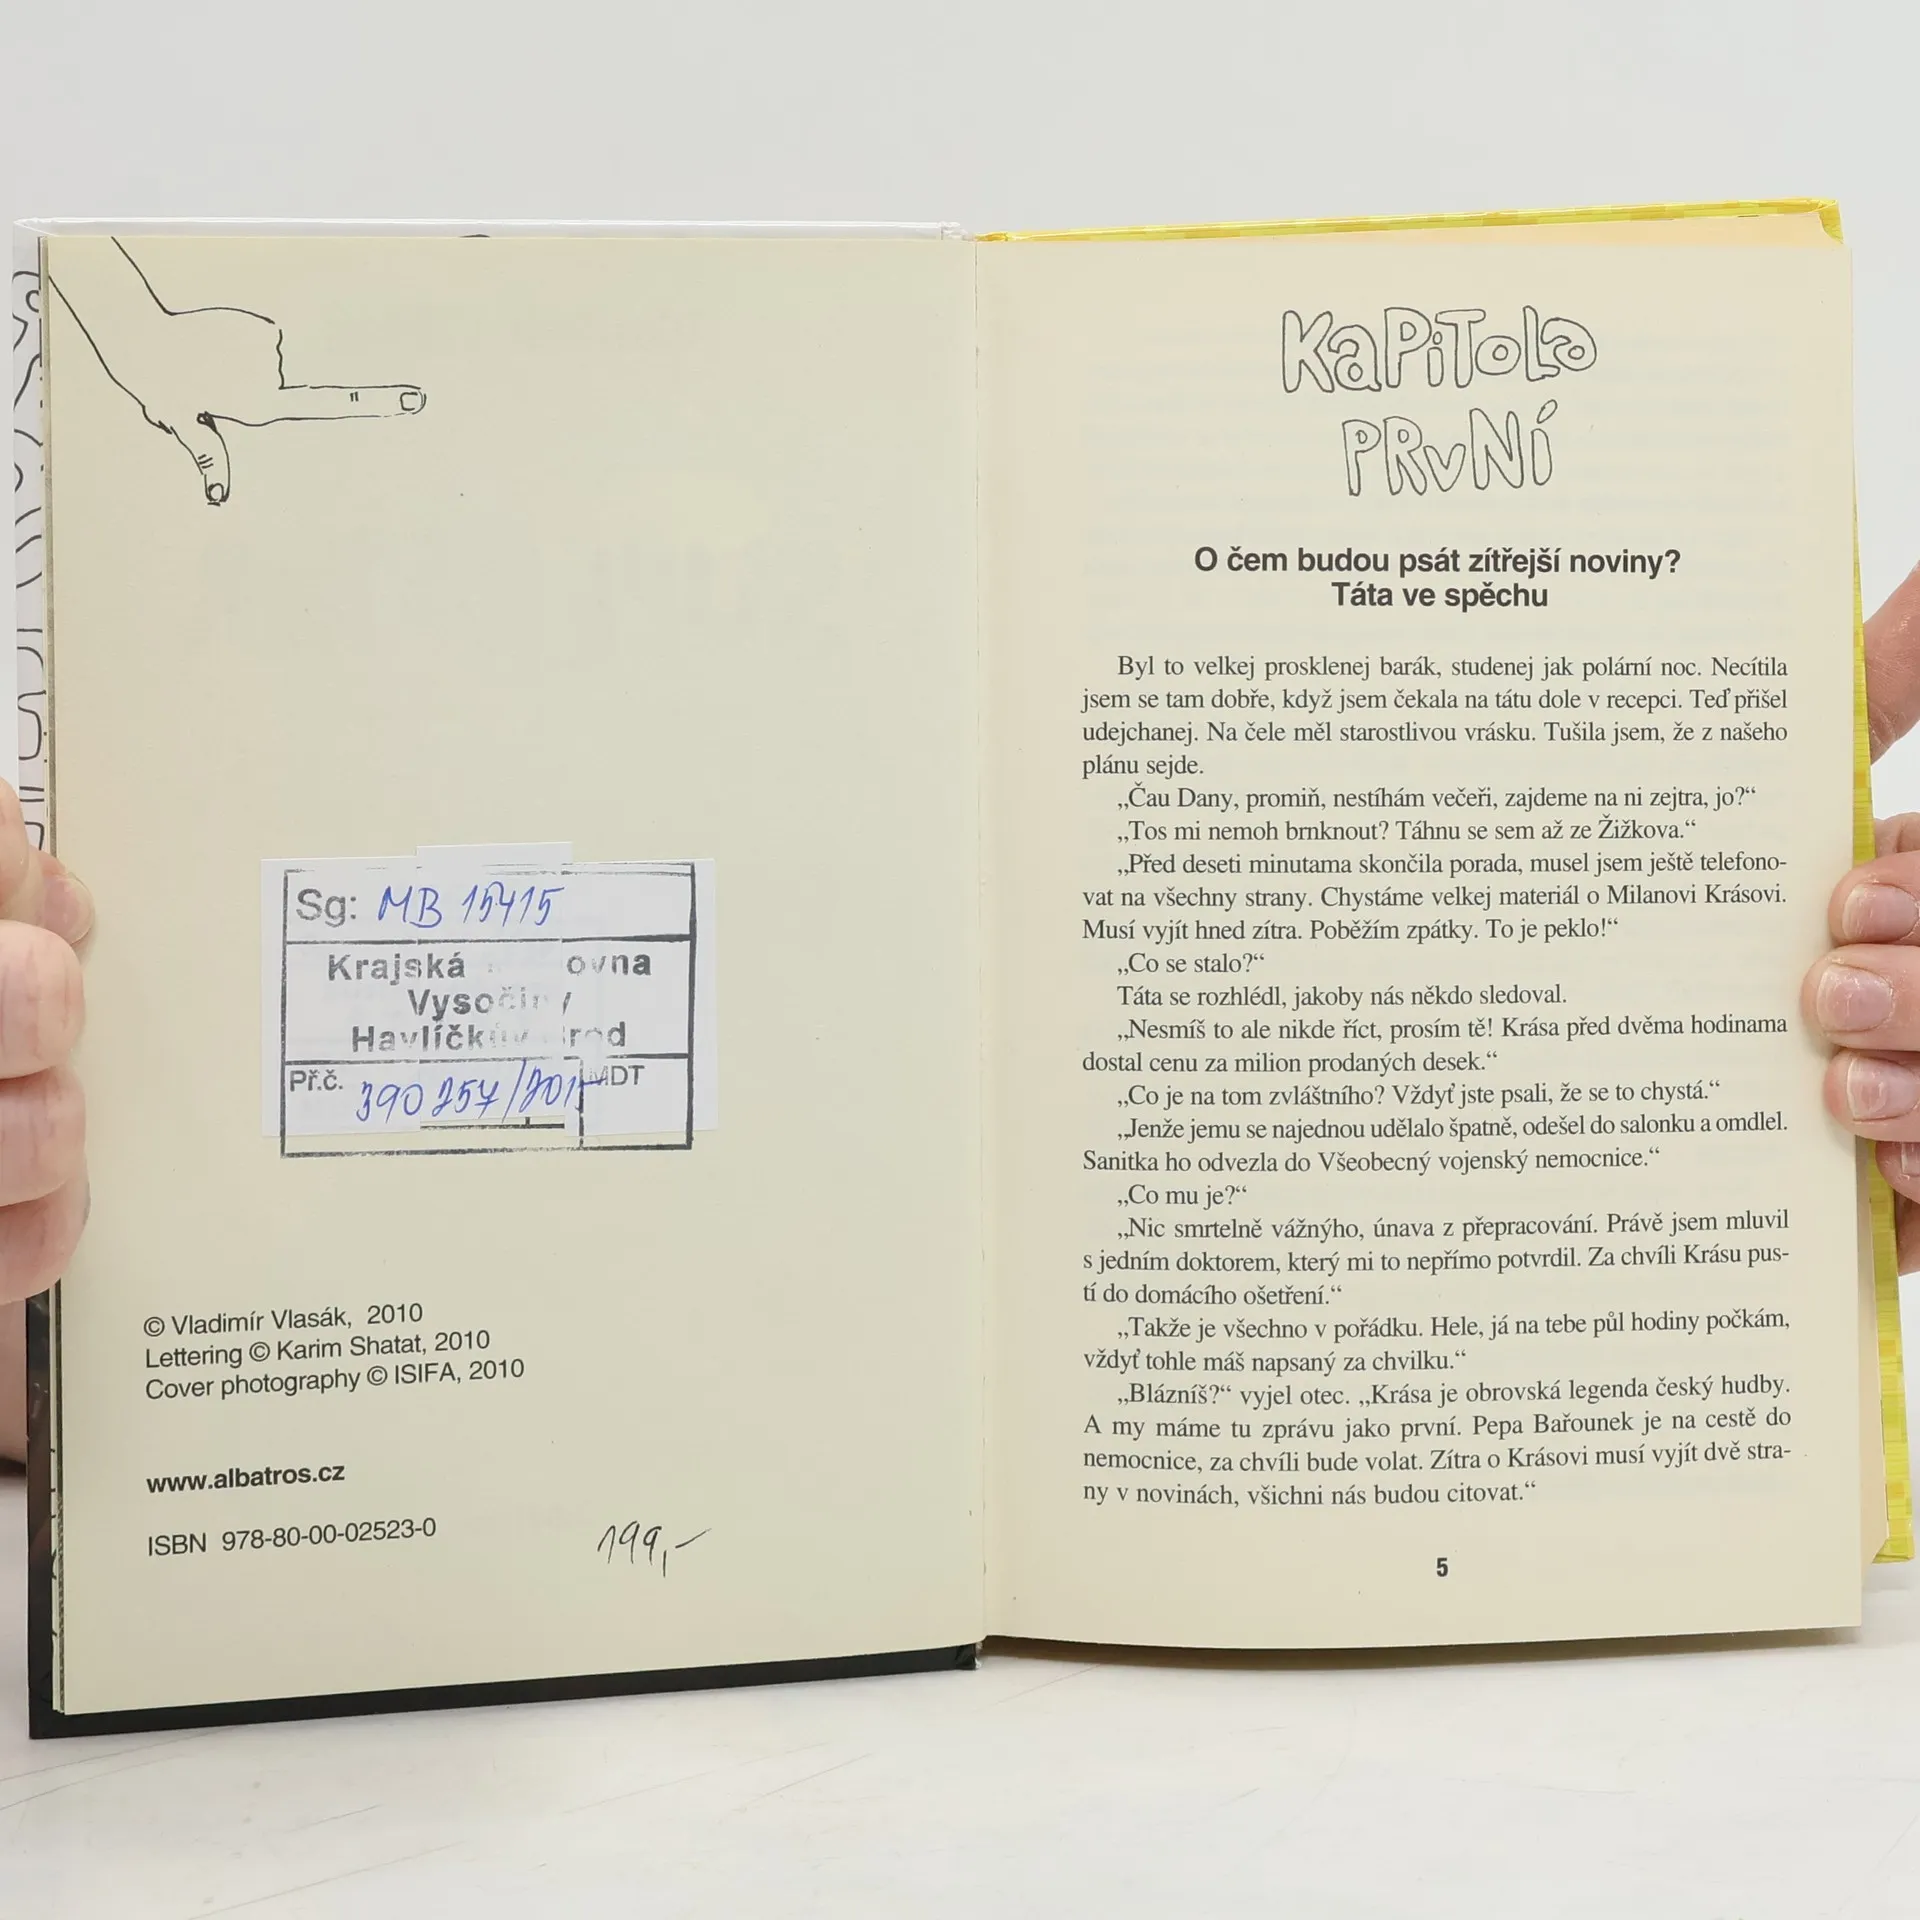 Sg: MB 15415
Krajská ovna
Vysočiny
Havlíčkův Brod
Př.č. 390257/2015 MDT
© Vladimír Vlasák, 2010
Lettering © Karim Shatat, 2010
Cover photography © ISIFA, 2010
www.albatros.cz
ISBN 978-80-00-02523-0
199,-
KaPiToLa
PRvNÍ
O čem budou psát zítřejší noviny?
Táta ve spěchu
Byl to velkej prosklenej barák, studenej jak polární noc. Necítila
jsem se tam dobře, když jsem čekala na tátu dole v recepci. Teď přišel
udejchanej. Na čele měl starostlivou vrásku. Tušila jsem, že z našeho
plánu sejde.
„Čau Dany, promiň, nestíhám večeři, zajdeme na ni zejtra, jo?“
„Tos mi nemoh brnknout? Táhnu se sem až ze Žižkova.“
„Před deseti minutama skončila porada, musel jsem ještě telefono-
vat na všechny strany. Chystáme velkej materiál o Milanovi Krásovi.
Musí vyjít hned zítra. Poběžím zpátky. To je peklo!“
„Co se stalo?“
Táta se rozhlédl, jakoby nás někdo sledoval.
„Nesmíš to ale nikde říct, prosím tě! Krása před dvěma hodinama
dostal cenu za milion prodaných desek.“
„Co je na tom zvláštního? Vždyť jste psali, že se to chystá.“
„Jenže jemu se najednou udělalo špatně, odešel do salonku a omdlel.
Sanitka ho odvezla do Všeobecný vojenský nemocnice.“
„Co mu je?“
„Nic smrtelně vážnýho, únava z přepracování. Právě jsem mluvil
s jedním doktorem, který mi to nepřímo potvrdil. Za chvíli Krásu pus-
tí do domácího ošetření.“
„Takže je všechno v pořádku. Hele, já na tebe půl hodiny počkám,
vždyť tohle máš napsaný za chvilku.“
„Blázníš?“ vyjel otec. „Krása je obrovská legenda český hudby.
A my máme tu zprávu jako první. Pepa Bařounek je na cestě do
nemocnice, za chvíli bude volat. Zítra o Krásovi musí vyjít dvě stra-
ny v novinách, všichni nás budou citovat.“
5